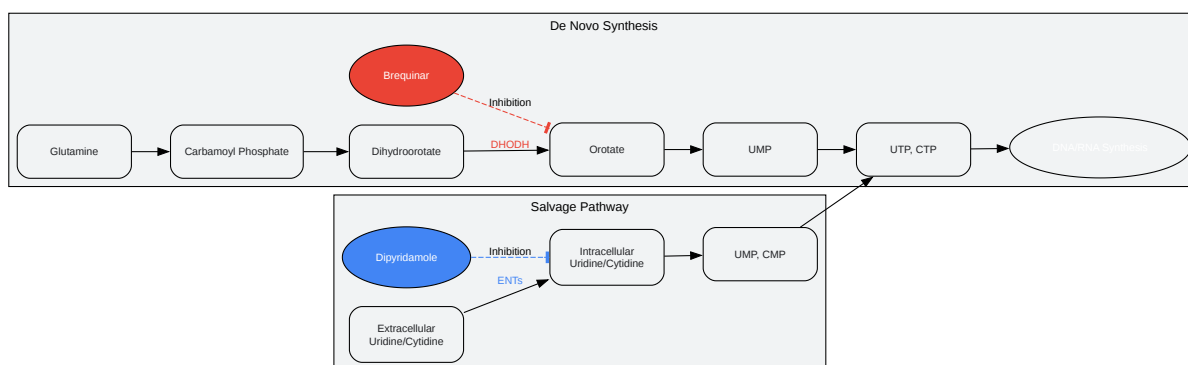 De Novo Synthesis
Brequinar
Inhibition
Glutamine
Carbamoyl Phosphate
Dihydroorotate
DHODH
Orotate
UMP
UTP, CTP
DNA/RNA Synthesis
Salvage Pathway
Dipyridamole
Inhibition
Intracellular
Uridine/Cytidine
UMP, CMP
ENTs
Extracellular
Uridine/Cytidine